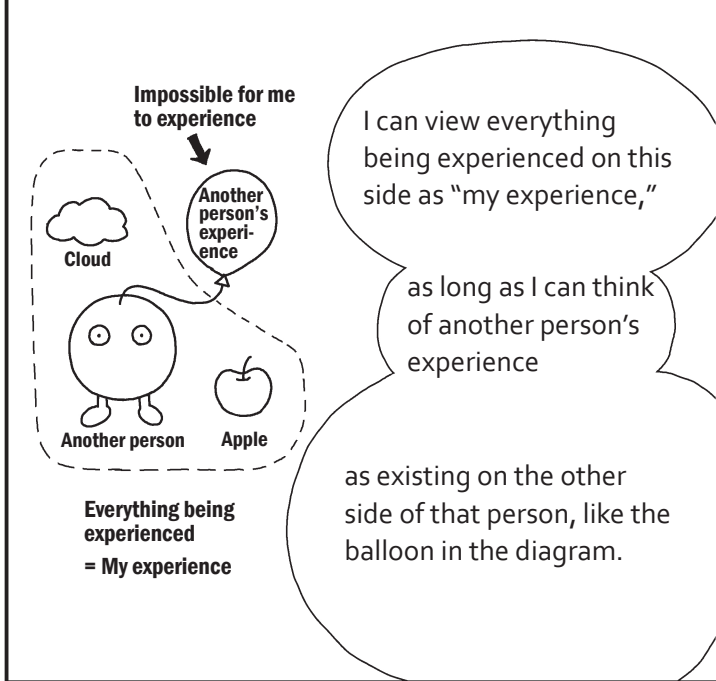 Impossible for me
to experience
Another
person's
experi-
ence
Cloud
Another person
Apple
Everything being
experienced
= My experience
I can view everything
being experienced on this
side as “my experience,”
as long as I can think
of another person's
experience
as existing on the other
side of that person, like the
balloon in the diagram.